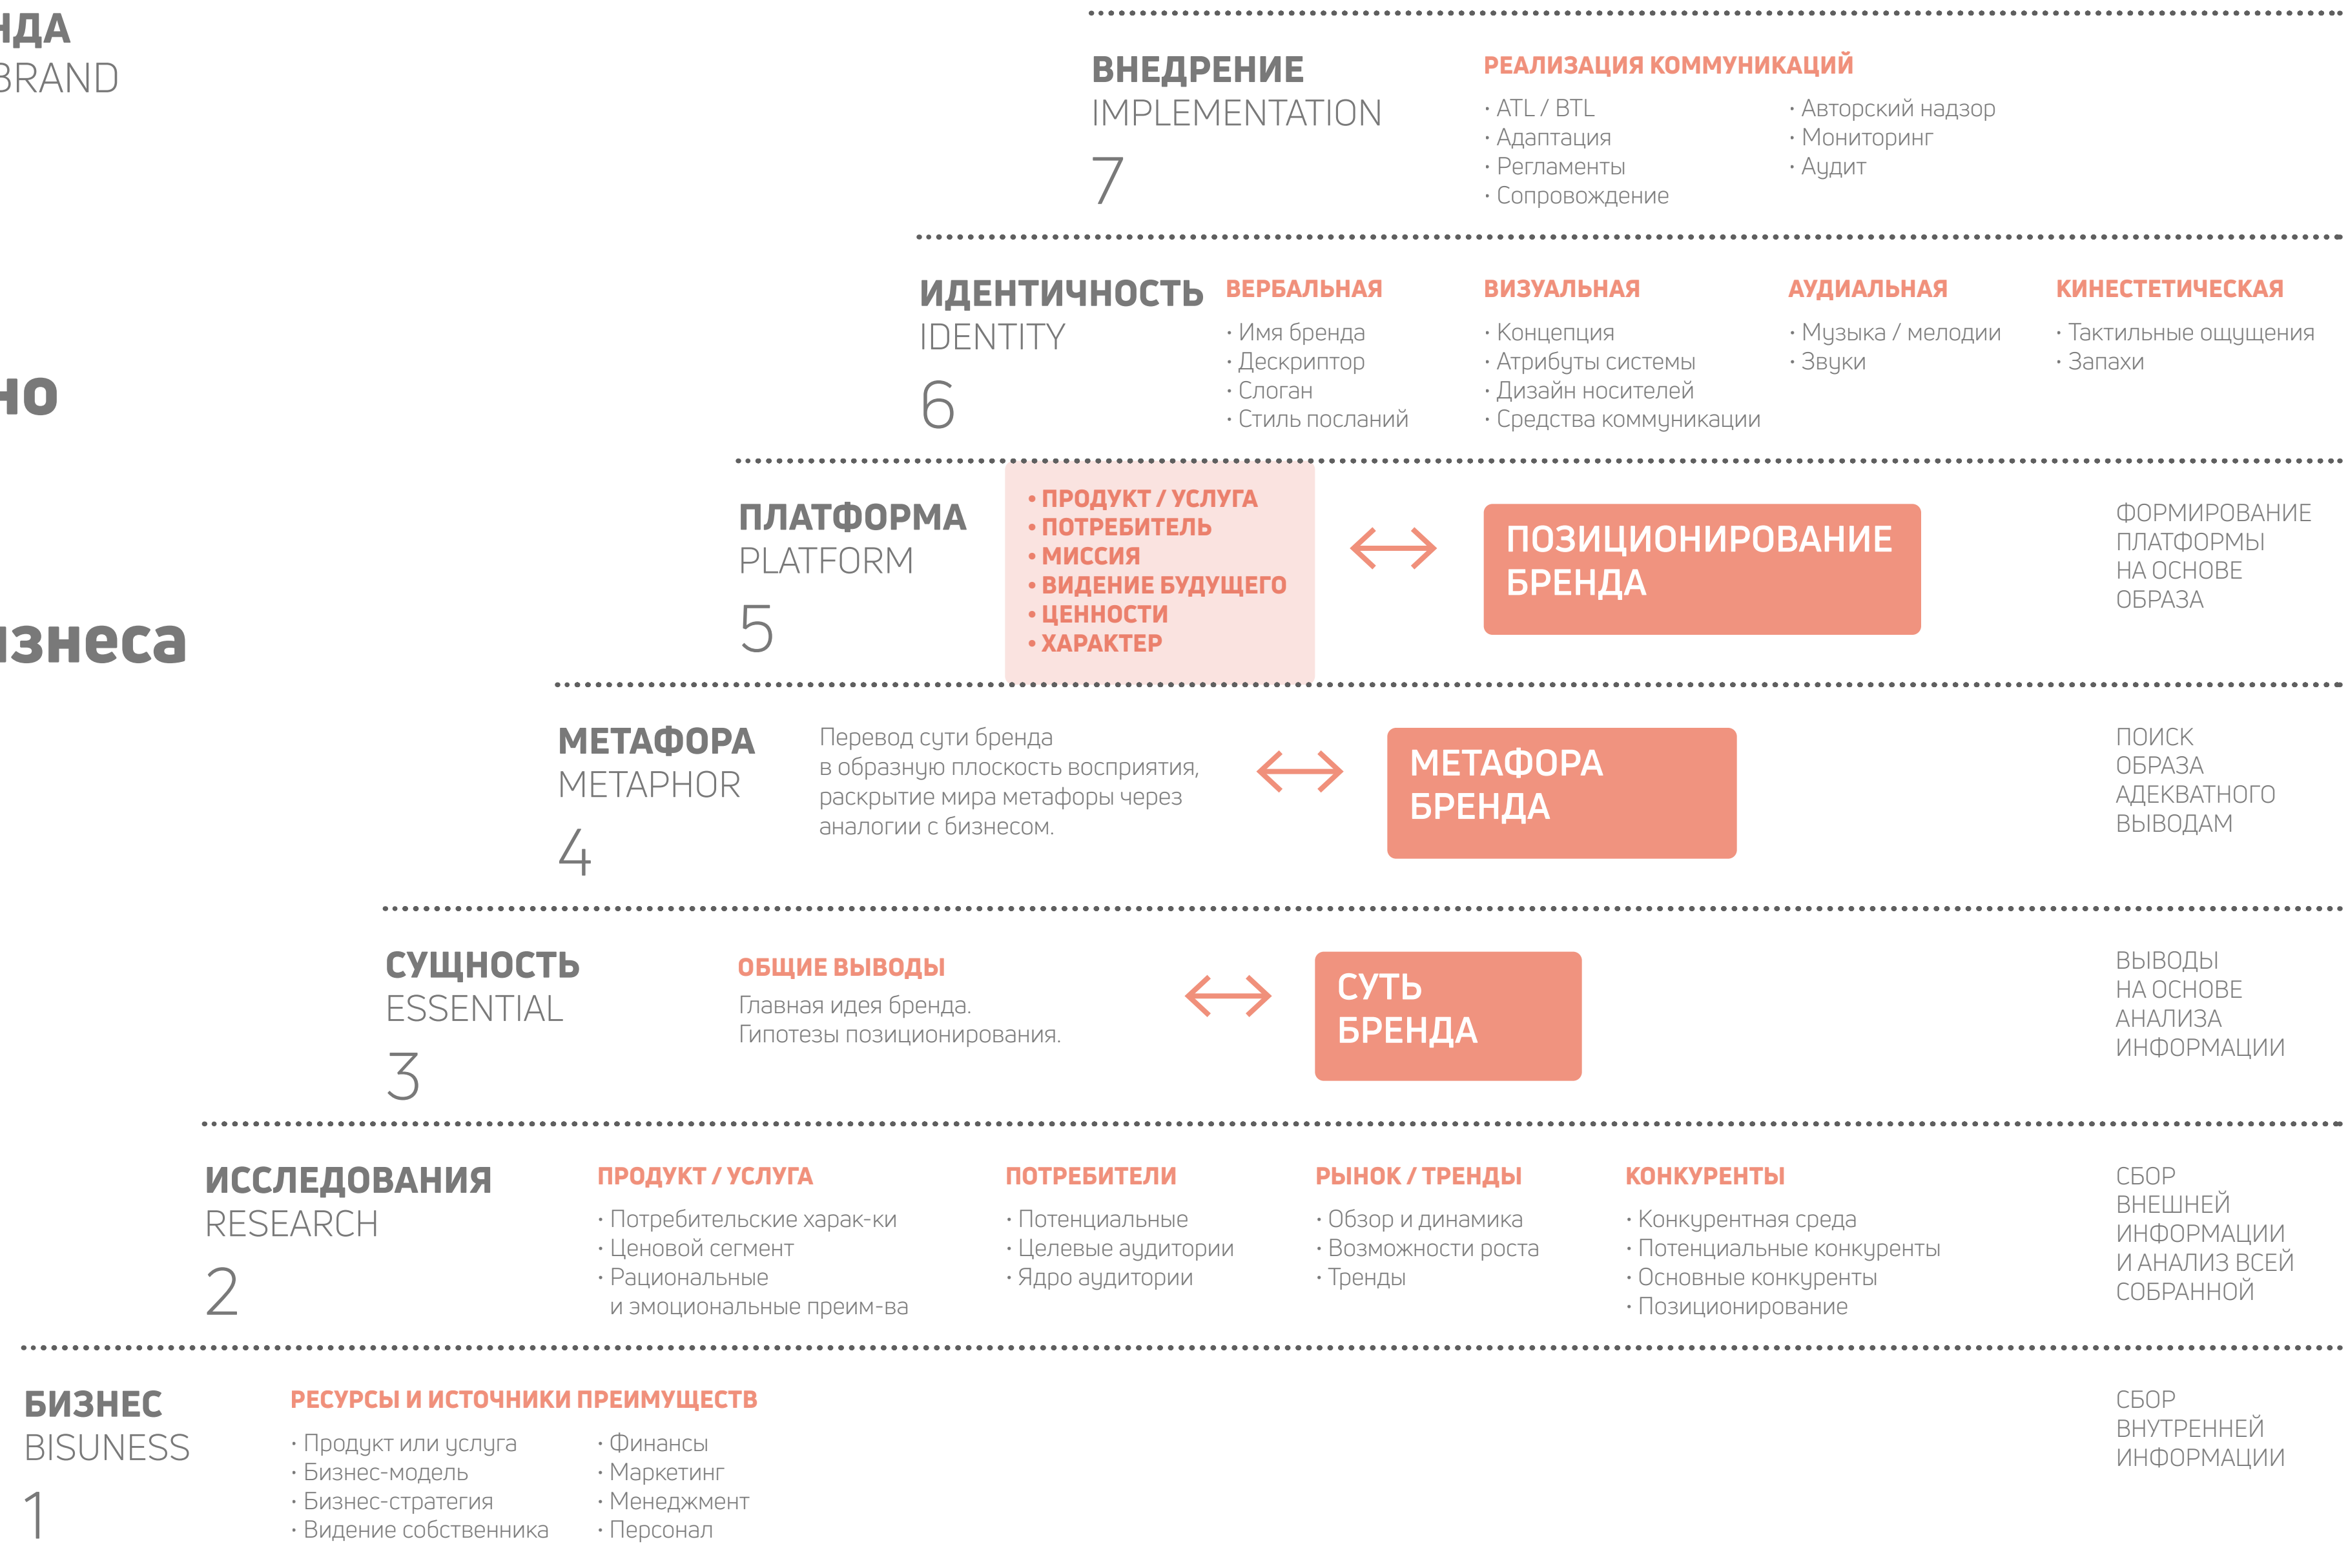 BRAND
ВНЕДРЕНИЕ
IMPLEMENTATION
7
РЕАЛИЗАЦИЯ КОММУНИКАЦИЙ
· ATL / BTL
· Адаптация
· Регламенты
· Сопровождение
· Авторский надзор
· Мониторинг
· Аудит
ИДЕНТИЧНОСТЬ
IDENTITY
6
ВЕРБАЛЬНАЯ
· Имя бренда
· Дескриптор
· Слоган
· Стиль посланий
ВИЗУАЛЬНАЯ
· Концепция
· Атрибуты системы
· Дизайн носителей
· Средства коммуникации
АУДИАЛЬНАЯ
· Музыка / мелодии
· Звуки
КИНЕСТЕТИЧЕСКАЯ
· Тактильные ощущения
· Запахи
ПЛАТФОРМА
PLATFORM
5
• ПРОДУКТ / УСЛУГА
• ПОТРЕБИТЕЛЬ
• МИССИЯ
• ВИДЕНИЕ БУДУЩЕГО
• ЦЕННОСТИ
• ХАРАКТЕР
ПОЗИЦИОНИРОВАНИЕ
БРЕНДА
ФОРМИРОВАНИЕ
ПЛАТФОРМЫ
НА ОСНОВЕ
ОБРАЗА
МЕТАФОРА
METAPHOR
4
Перевод сути бренда
в образную плоскость восприятия,
раскрытие мира метафоры через
аналогии с бизнесом.
МЕТАФОРА
БРЕНДА
ПОИСК
ОБРАЗА
АДЕКВАТНОГО
ВЫВОДАМ
СУЩНОСТЬ
ESSENTIAL
3
ОБЩИЕ ВЫВОДЫ
Главная идея бренда.
Гипотезы позиционирования.
СУТЬ
БРЕНДА
ВЫВОДЫ
НА ОСНОВЕ
АНАЛИЗА
ИНФОРМАЦИИ
ИССЛЕДОВАНИЯ
RESEARCH
2
ПРОДУКТ / УСЛУГА
· Потребительские харак-ки
· Ценовой сегмент
· Рациональные
и эмоциональные преим-ва
ПОТРЕБИТЕЛИ
· Потенциальные
· Целевые аудитории
· Ядро аудитории
РЫНОК / ТРЕНДЫ
· Обзор и динамика
· Возможности роста
· Тренды
КОНКУРЕНТЫ
· Конкурентная среда
· Потенциальные конкуренты
· Основные конкуренты
· Позиционирование
СБОР
ВНЕШНЕЙ
ИНФОРМАЦИИ
И АНАЛИЗ ВСЕЙ
СОБРАННОЙ
БИЗНЕС
BISUNESS
1
РЕСУРСЫ И ИСТОЧНИКИ ПРЕИМУЩЕСТВ
· Продукт или услуга
· Бизнес-модель
· Бизнес-стратегия
· Видение собственника
· Финансы
· Маркетинг
· Менеджмент
· Персонал
СБОР
ВНУТРЕННЕЙ
ИНФОРМАЦИИ